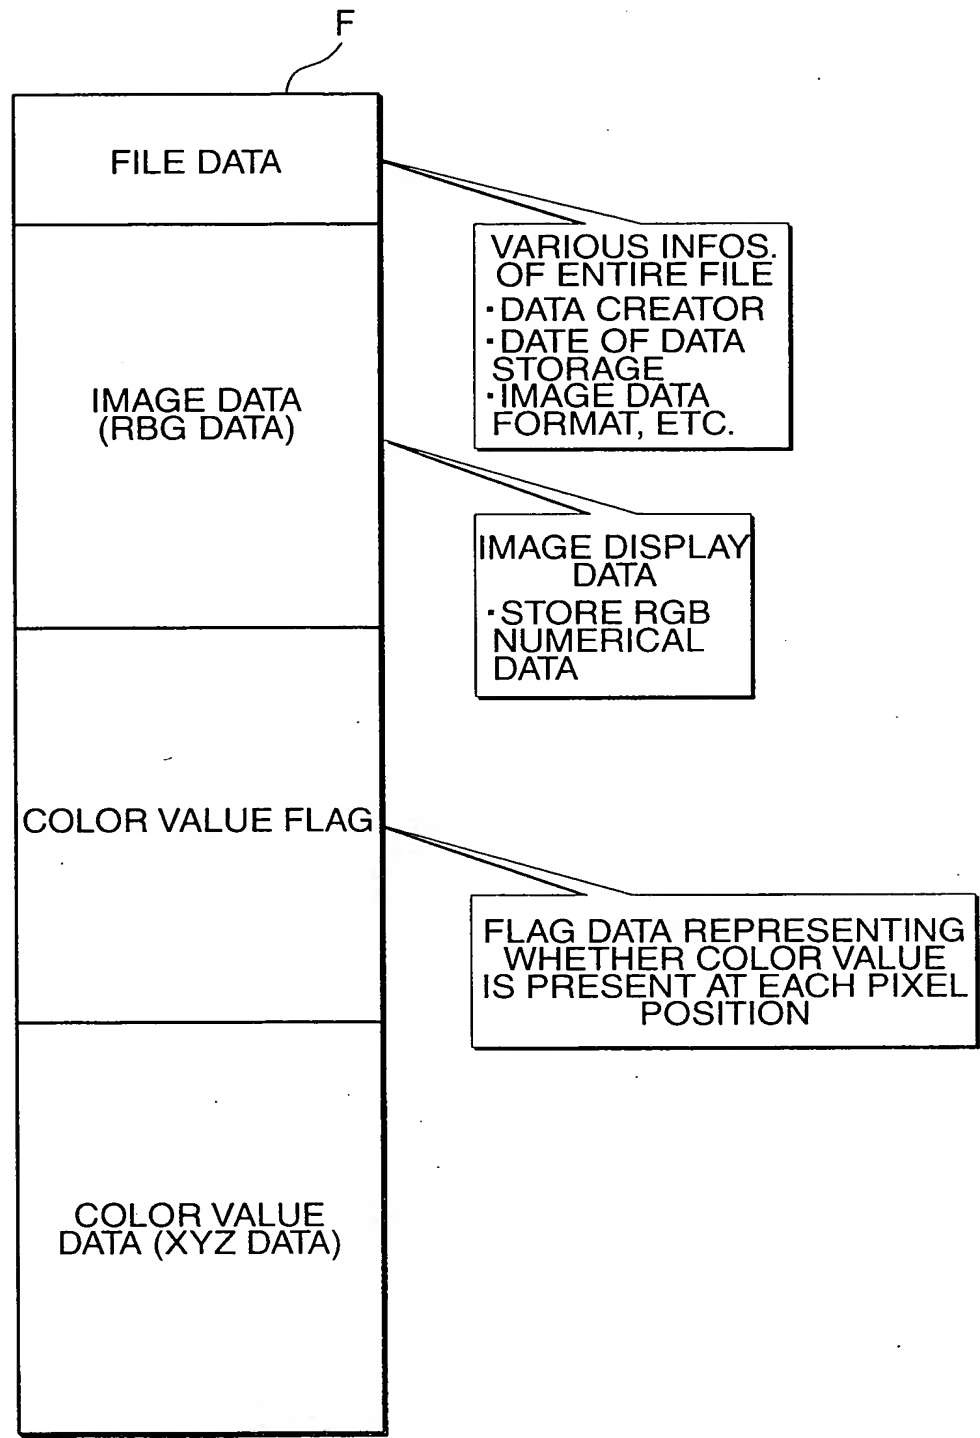 F
FILE DATA
VARIOUS INFOS.
OF ENTIRE FILE
・DATA CREATOR
・DATE OF DATA
STORAGE
・IMAGE DATA
FORMAT, ETC.
IMAGE DATA
(RBG DATA)
IMAGE DISPLAY
DATA
・STORE RGB
NUMERICAL
DATA
COLOR VALUE FLAG
FLAG DATA REPRESENTING
WHETHER COLOR VALUE
IS PRESENT AT EACH PIXEL
POSITION
COLOR VALUE
DATA (XYZ DATA)